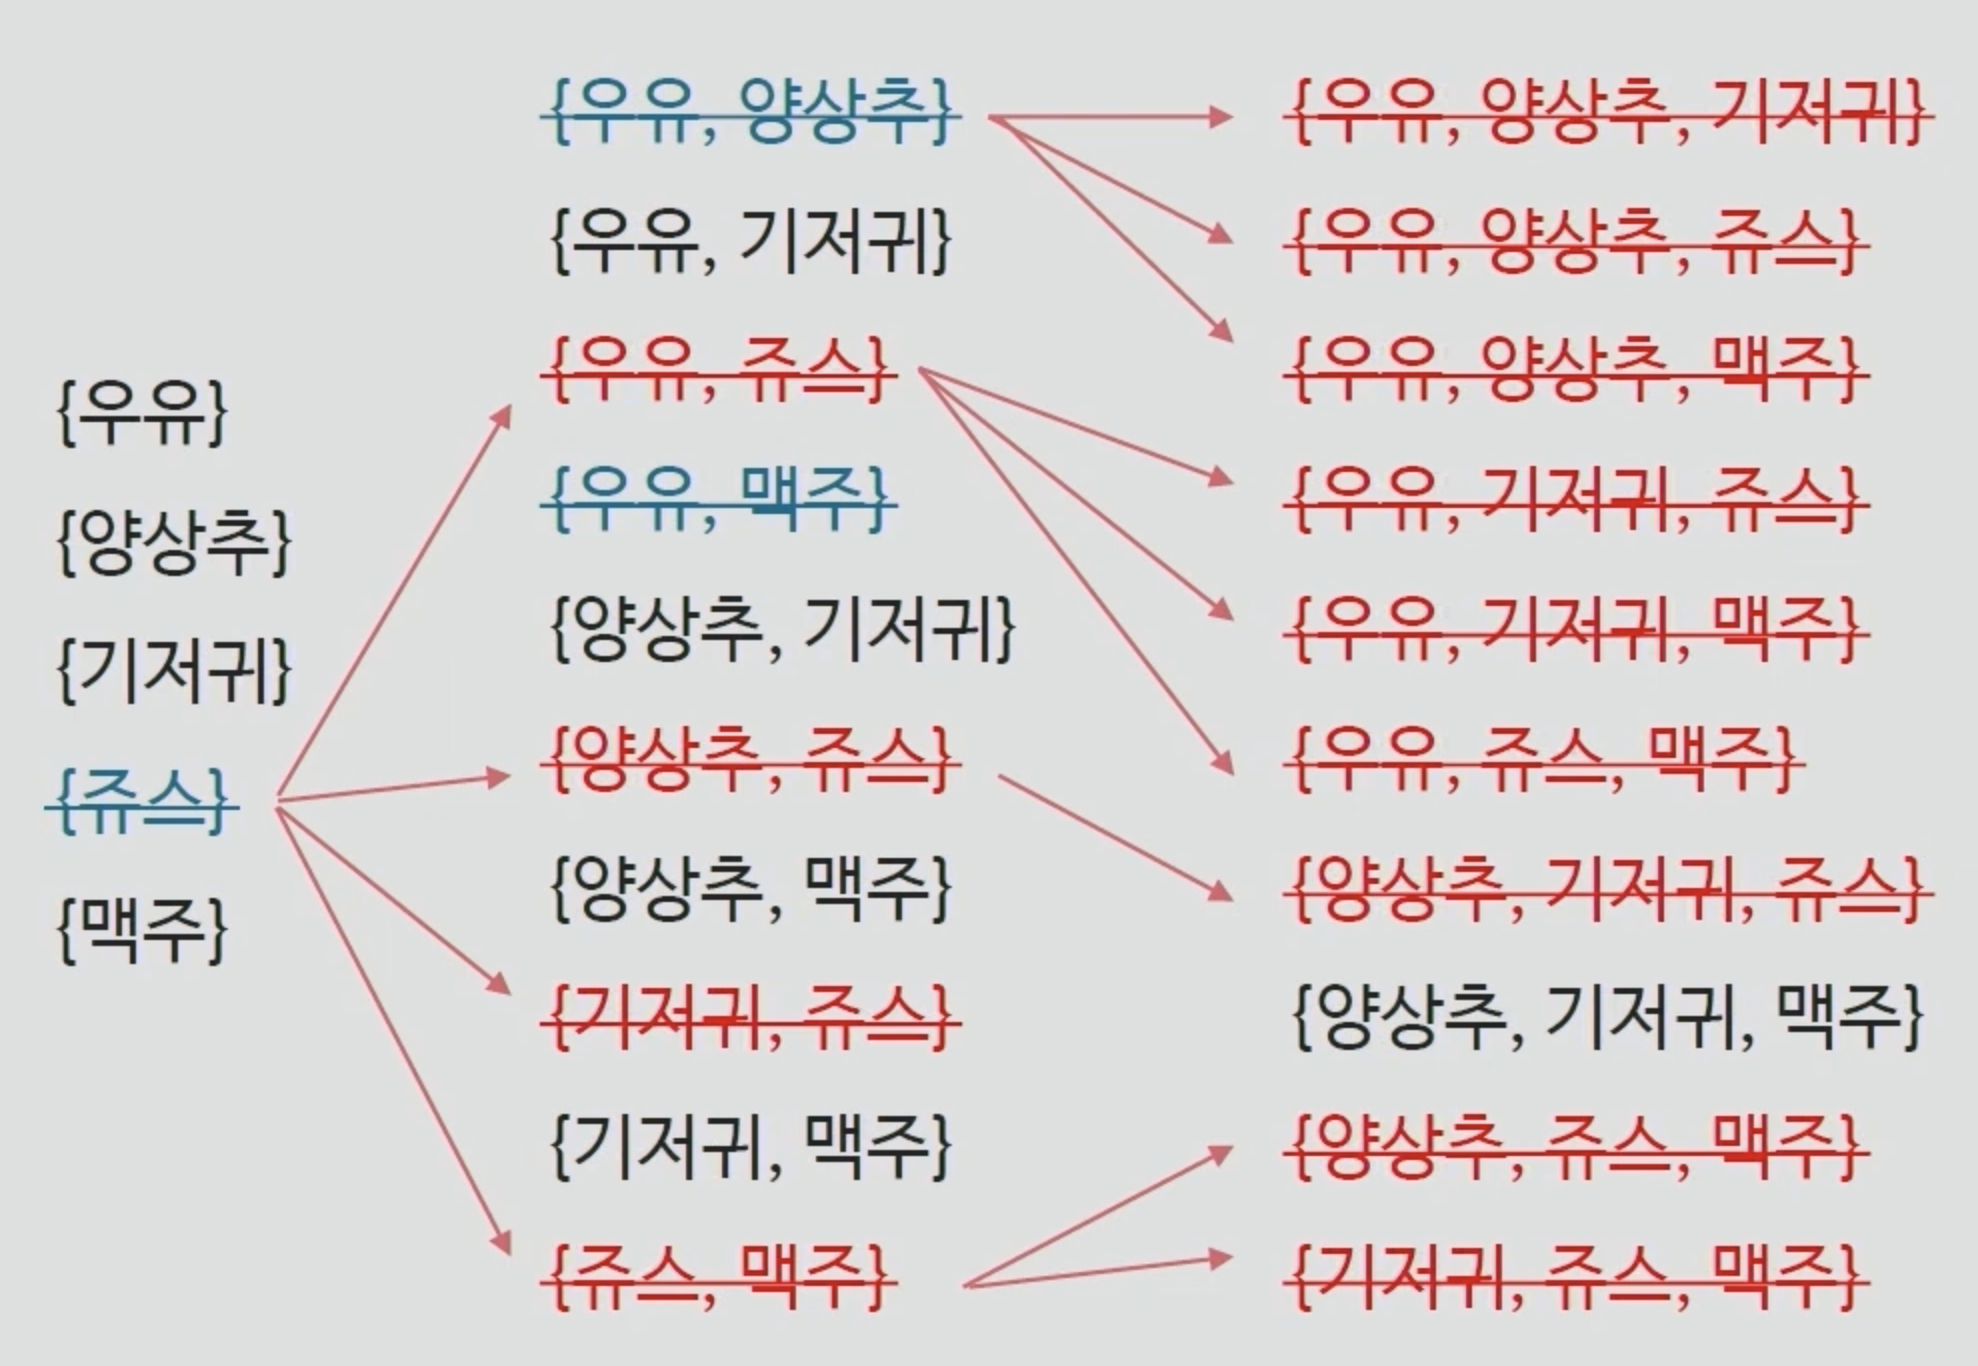 {우유}
{양상추}
{기저귀}
{쥬스}
{맥주}
{우유, 양상추}
{우유, 기저귀}
{우유, 쥬스}
{우유, 맥주}
{양상추, 기저귀}
{양상추, 쥬스}
{양상추, 맥주}
{기저귀, 쥬스}
{기저귀, 맥주}
{쥬스, 맥주}
{우유, 양상추, 기저귀}
{우유, 양상추, 쥬스}
{우유, 양상추, 맥주}
{우유, 기저귀, 쥬스}
{우유, 기저귀, 맥주}
{우유, 쥬스, 맥주}
{양상추, 기저귀, 쥬스}
{양상추, 기저귀, 맥주}
{양상추, 쥬스, 맥주}
{기저귀, 쥬스, 맥주}